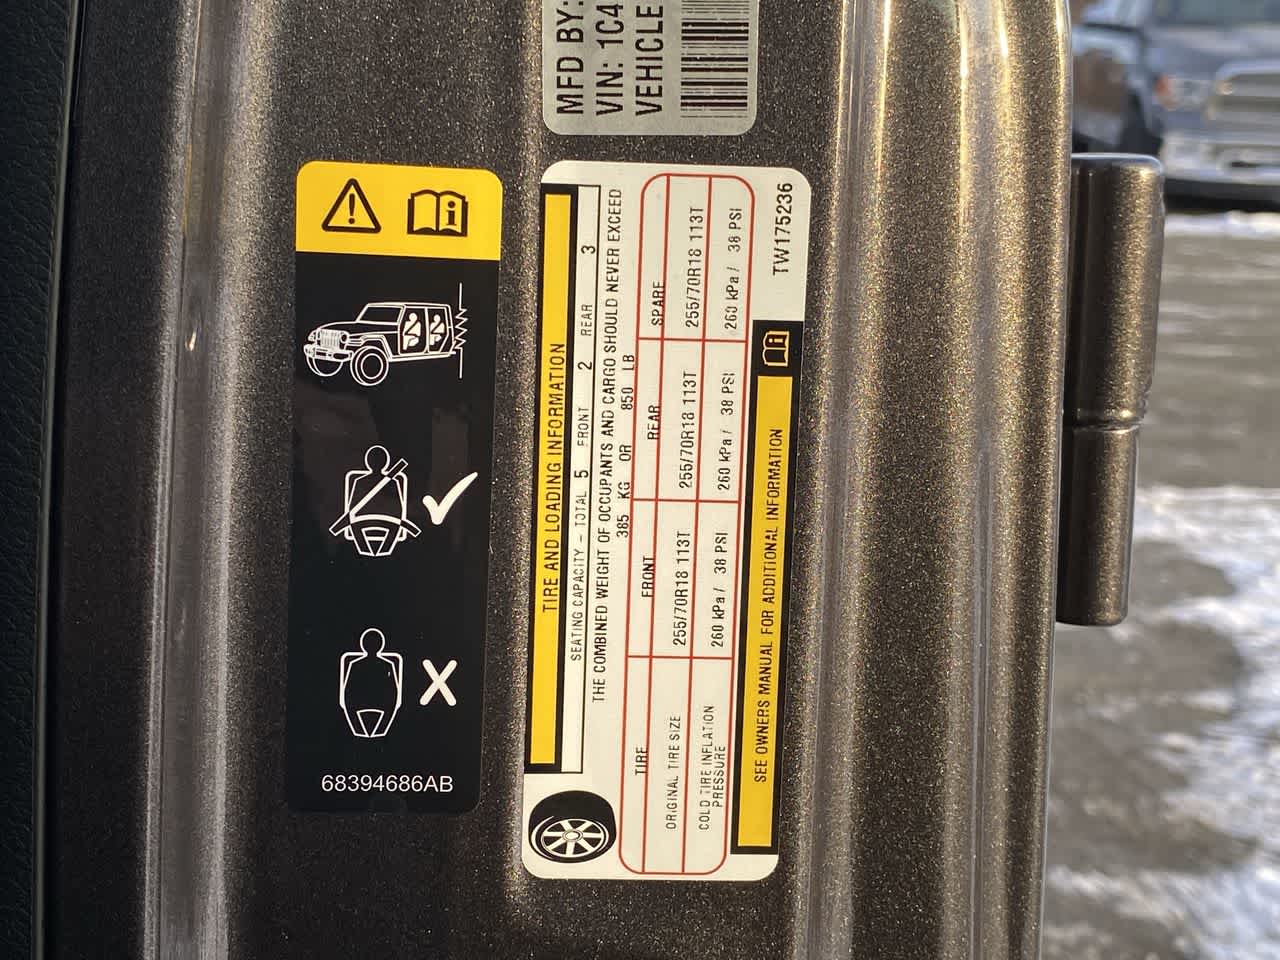 MFD BY:
VIN: 1C4
VEHICLE
68394686AB
TIRE AND LOADING INFORMATION
SEATING CAPACITY – TOTAL 5 FRONT 2 REAR 3
THE COMBINED WEIGHT OF OCCUPANTS AND CARGO SHOULD NEVER EXCEED
385 KG OR 850 LB
TIRE FRONT REAR SPARE
ORIGINAL TIRE SIZE 255/70R18 113T 255/70R18 113T 255/70R18 113T
COLD TIRE INFLATION
PRESSURE 260 kPa/ 38 PSI 260 kPa/ 38 PSI 260 kPa/ 38 PSI
SEE OWNERS MANUAL FOR ADDITIONAL INFORMATION
TW175236